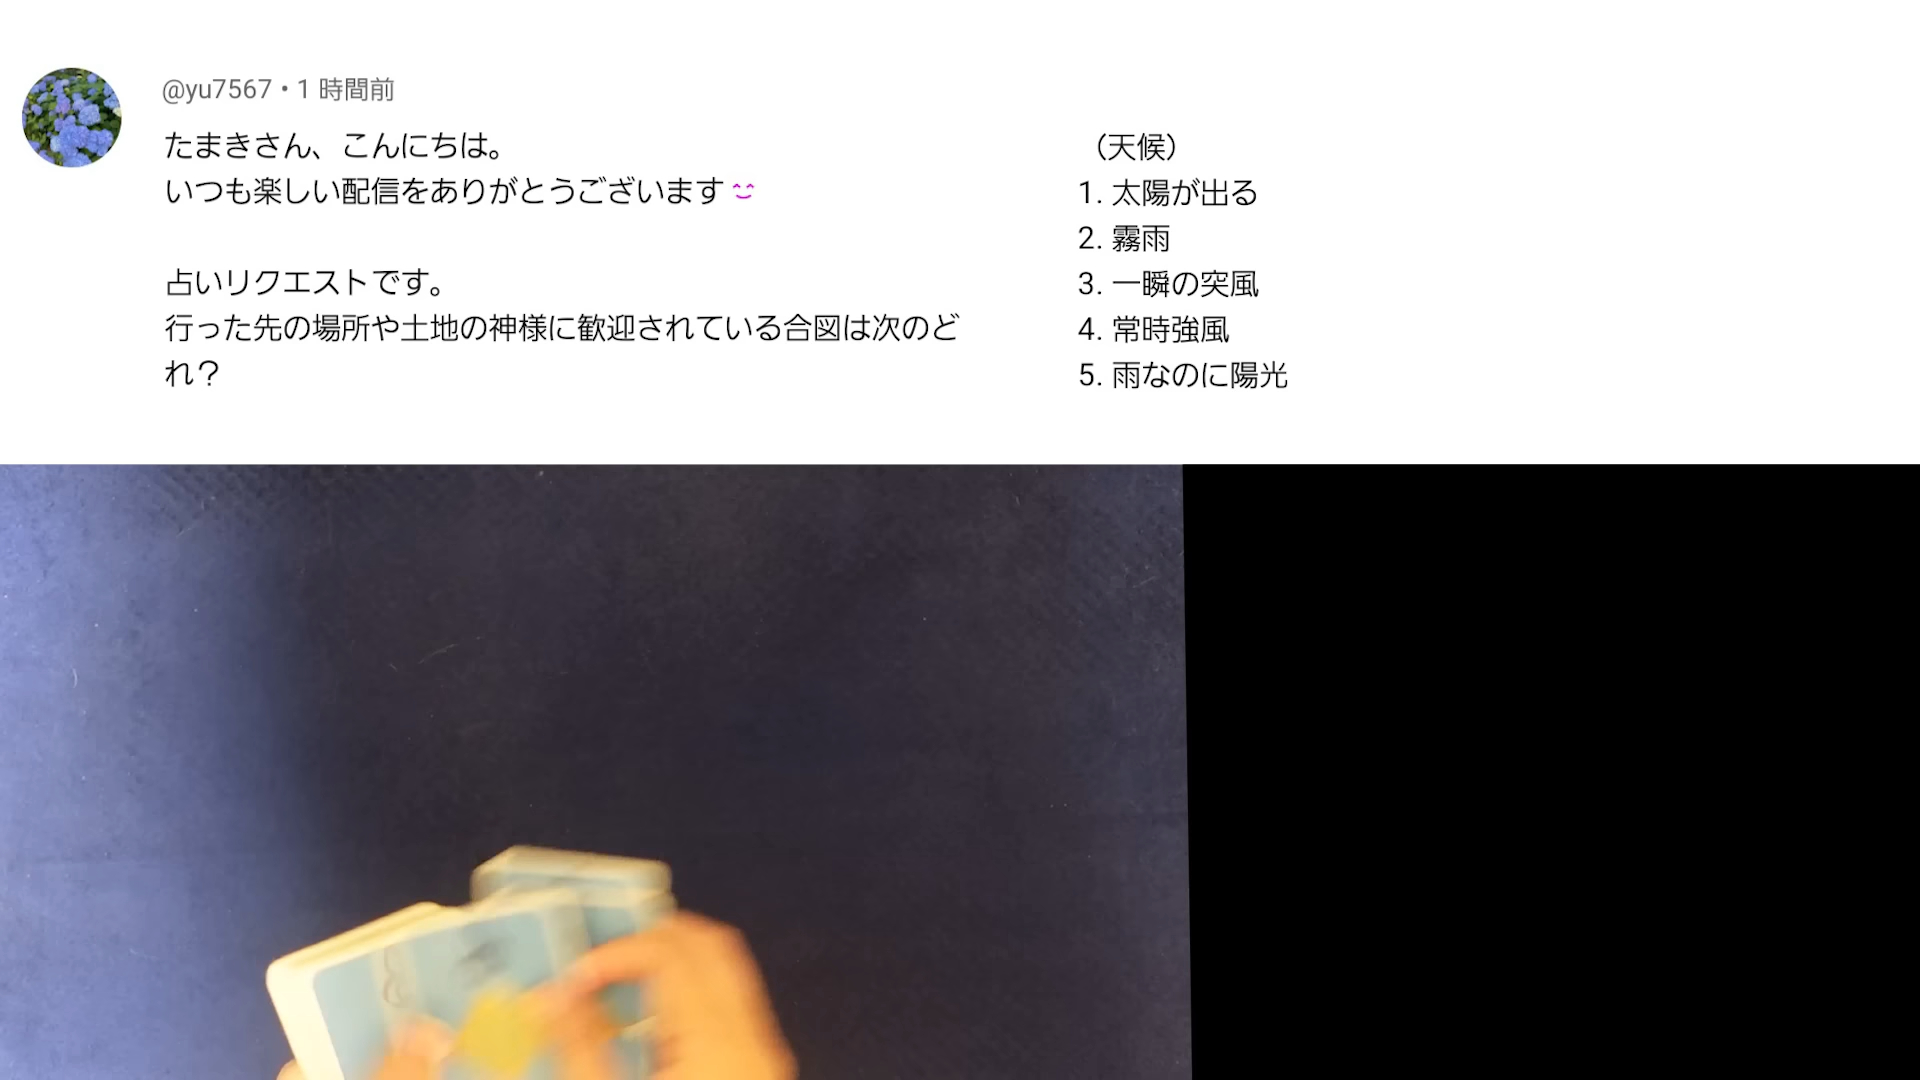 @yu7567・1 時間前
たまきさん、こんにちは。
いつも楽しい配信をありがとうございます
占いリクエストです。
行った先の場所や土地の神様に歓迎されている合図は次のど
れ？
（天候）
1. 太陽が出る
2. 霧雨
3. 一瞬の突風
4. 常時強風
5. 雨なのに陽光